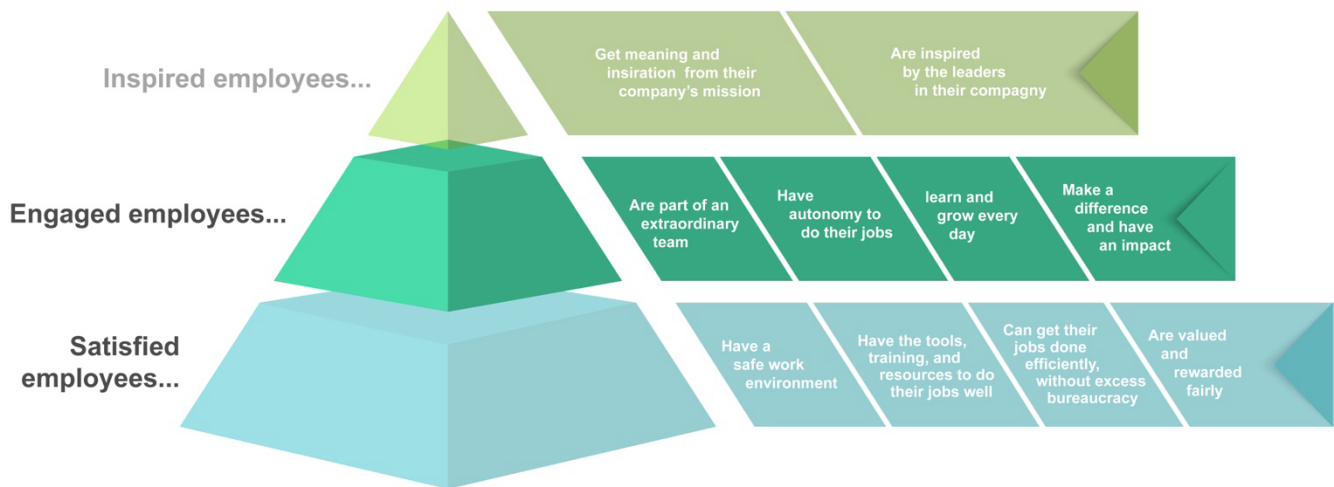 Inspired employees...
Get meaning and
insiration from their
company's mission
Are inspired
by the leaders
in their compagny
Engaged employees...
Are part of an
extraordinary
team
Have
autonomy to
do their jobs
learn and
grow every
day
Make a
difference
and have
an impact
Satisfied
employees...
Have a
safe work
environment
Have the tools,
training, and
resources to do
their jobs well
Can get their
jobs done
efficiently,
without excess
bureaucracy
Are valued
and
rewarded
fairly